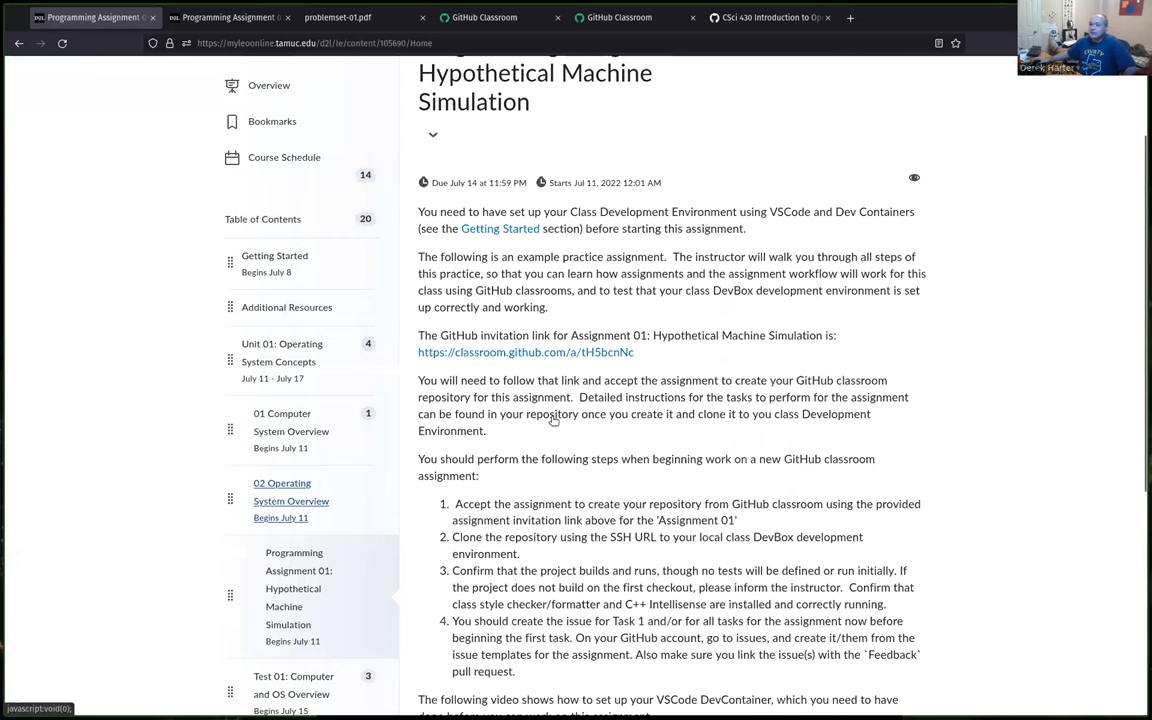 Programming Assignment 0
Programming Assignment 0
problemset-01.pdf
GitHub Classroom
GitHub Classroom
CSci 430 Introduction to Op
https://myleoonline.tamuc.edu/d2l/le/content/105690/Home
Derek Harter
Overview
Bookmarks
Course Schedule
14
Table of Contents
20
Getting Started
Begins July 8
Additional Resources
Unit 01: Operating
System Concepts
4
July 11 - July 17
01 Computer
System Overview
1
Begins July 11
02 Operating
System Overview
Begins July 11
Programming
Assignment 01:
Hypothetical
Machine
Simulation
Begins July 11
Test 01: Computer
and OS Overview
3
Begins July 15
Hypothetical Machine
Simulation
Due July 14 at 11:59 PM
Starts Jul 11, 2022 12:01 AM
You need to have set up your Class Development Environment using VSCode and Dev Containers
(see the Getting Started section) before starting this assignment.
The following is an example practice assignment. The instructor will walk you through all steps of
this practice, so that you can learn how assignments and the assignment workflow will work for this
class using GitHub classrooms, and to test that your class DevBox development environment is set
up correctly and working.
The GitHub invitation link for Assignment 01: Hypothetical Machine Simulation is:
https://classroom.github.com/a/tH5bcnNc
You will need to follow that link and accept the assignment to create your GitHub classroom
repository for this assignment. Detailed instructions for the tasks to perform for the assignment
can be found in your repository once you create it and clone it to you class Development
Environment.
You should perform the following steps when beginning work on a new GitHub classroom
assignment:
1. Accept the assignment to create your repository from GitHub classroom using the provided
assignment invitation link above for the 'Assignment 01'
2. Clone the repository using the SSH URL to your local class DevBox development
environment.
3. Confirm that the project builds and runs, though no tests will be defined or run initially. If
the project does not build on the first checkout, please inform the instructor. Confirm that
class style checker/formatter and C++ Intellisense are installed and correctly running.
4. You should create the issue for Task 1 and/or for all tasks for the assignment now before
beginning the first task. On your GitHub account, go to issues, and create it/them from the
issue templates for the assignment. Also make sure you link the issue(s) with the `Feedback`
pull request.
The following video shows how to set up your VSCode DevContainer, which you need to have
javascript:void(0);